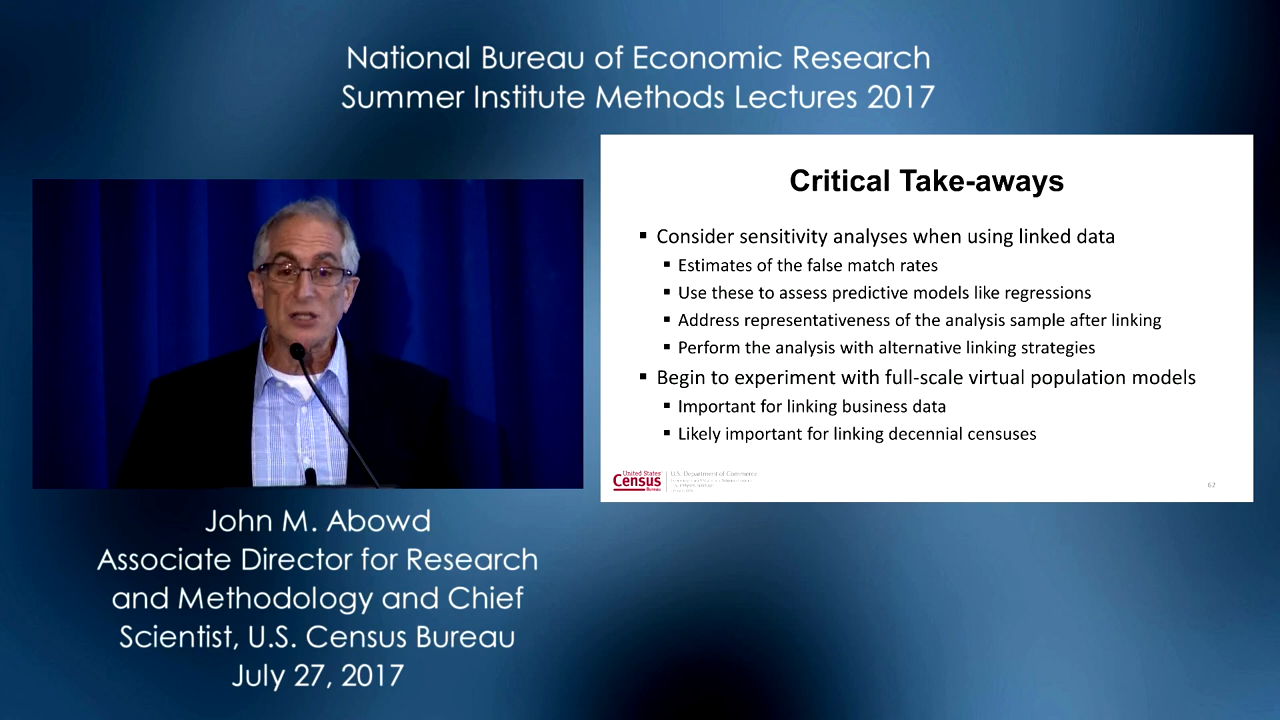 National Bureau of Economic Research
Summer Institute Methods Lectures 2017
Critical Take-aways
▪ Consider sensitivity analyses when using linked data
▪ Estimates of the false match rates
▪ Use these to assess predictive models like regressions
▪ Address representativeness of the analysis sample after linking
▪ Perform the analysis with alternative linking strategies
▪ Begin to experiment with full-scale virtual population models
▪ Important for linking business data
▪ Likely important for linking decennial censuses
United States
Census
Bureau
U.S. Department of Commerce
62
John M. Abowd
Associate Director for Research
and Methodology and Chief
Scientist, U.S. Census Bureau
July 27, 2017